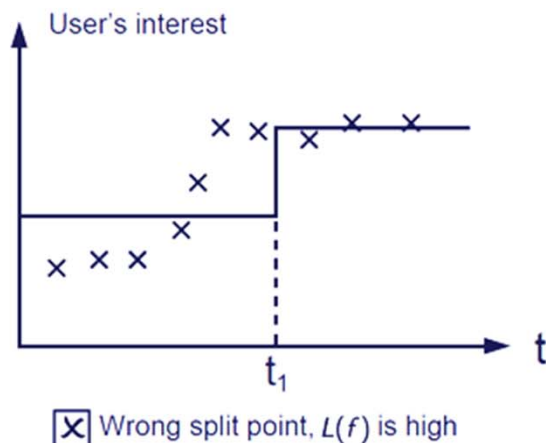 User's interest
t
t₁
☒ Wrong split point, L(f) is high